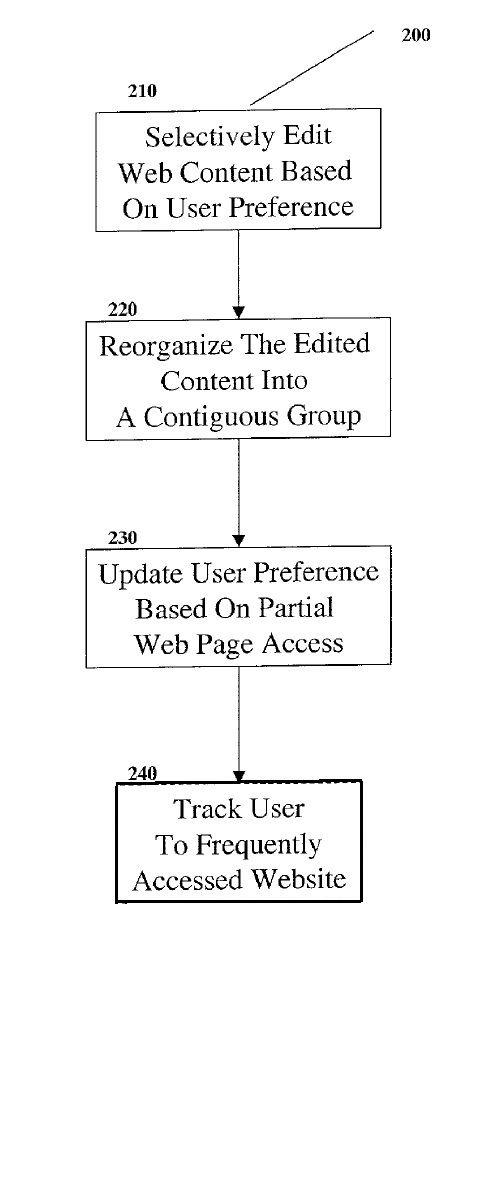 200
210
Selectively Edit
Web Content Based
On User Preference
220
Reorganize The Edited
Content Into
A Contiguous Group
230
Update User Preference
Based On Partial
Web Page Access
240
Track User
To Frequently
Accessed Website